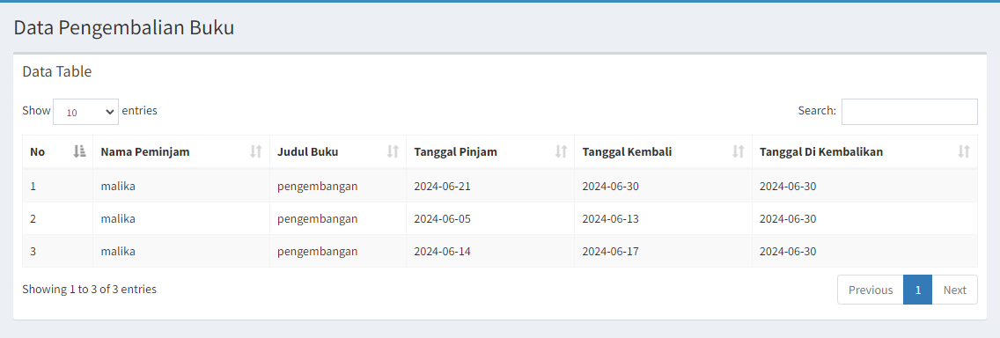 Data Pengembalian Buku
Data Table
Show 10 entries Search:
No Nama Peminjam Judul Buku Tanggal Pinjam Tanggal Kembali Tanggal Di Kembalikan
1 malika pengembangan 2024-06-21 2024-06-30 2024-06-30
2 malika pengembangan 2024-06-05 2024-06-13 2024-06-30
3 malika pengembangan 2024-06-14 2024-06-17 2024-06-30
Showing 1 to 3 of 3 entries Previous 1 Next